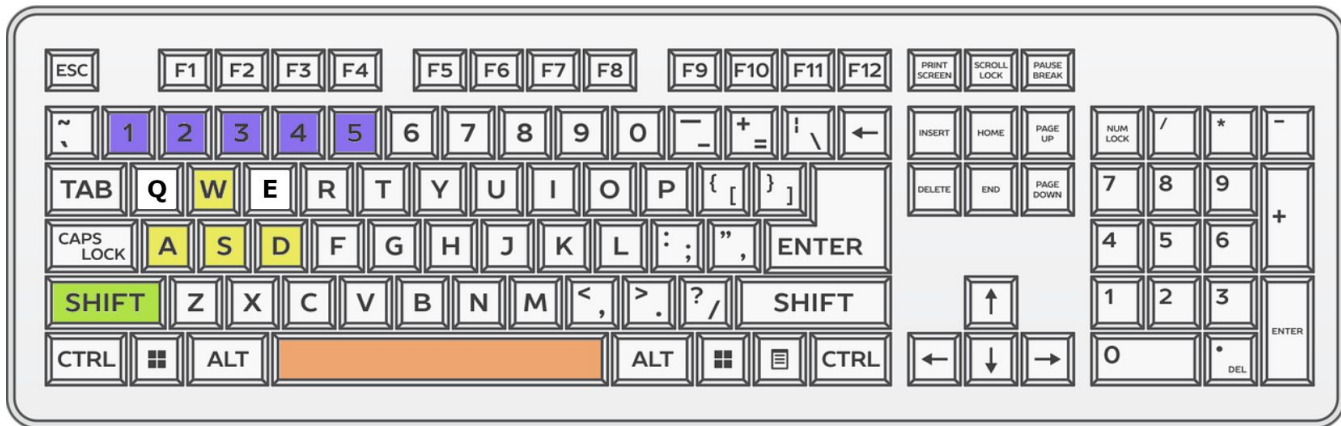 ESC F1 F2 F3 F4 F5 F6 F7 F8 F9 F10 F11 F12 PRINT SCREEN SCROLL LOCK PAUSE BREAK
~ ` 1 2 3 4 5 6 7 8 9 0 — - + = ¦ \ ← INSERT HOME PAGE UP NUM LOCK / * -
TAB Q W E R T Y U I O P { [ } ] DELETE END PAGE DOWN 7 8 9 +
CAPS LOCK A S D F G H J K L : ; ” , ENTER 4 5 6
SHIFT Z X C V B N M < , > . ? / SHIFT ↑ 1 2 3 ENTER
CTRL ALT ALT CTRL ← ↓ → 0 • DEL